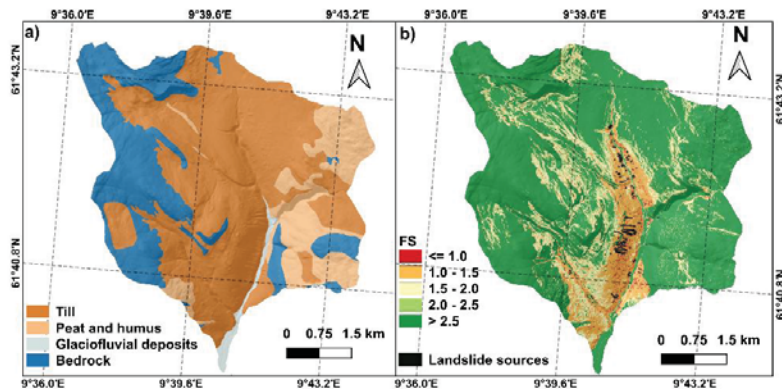 9°36.0'E 9°39.6'E 9°43.2'E
9°36.0'E 9°39.6'E 9°43.2'E
a)
N
b)
N
61°43.2'N
61°43.2'N
61°40.8'N
61°40.8'N
Till
Peat and humus
Glaciofluvial deposits
Bedrock
0 0.75 1.5 km
FS
<= 1.0
1.0 - 1.5
1.5 - 2.0
2.0 - 2.5
> 2.5
Landslide sources
0 0.75 1.5 km
9°36.0'E 9°39.6'E 9°43.2'E
9°36.0'E 9°39.6'E 9°43.2'E